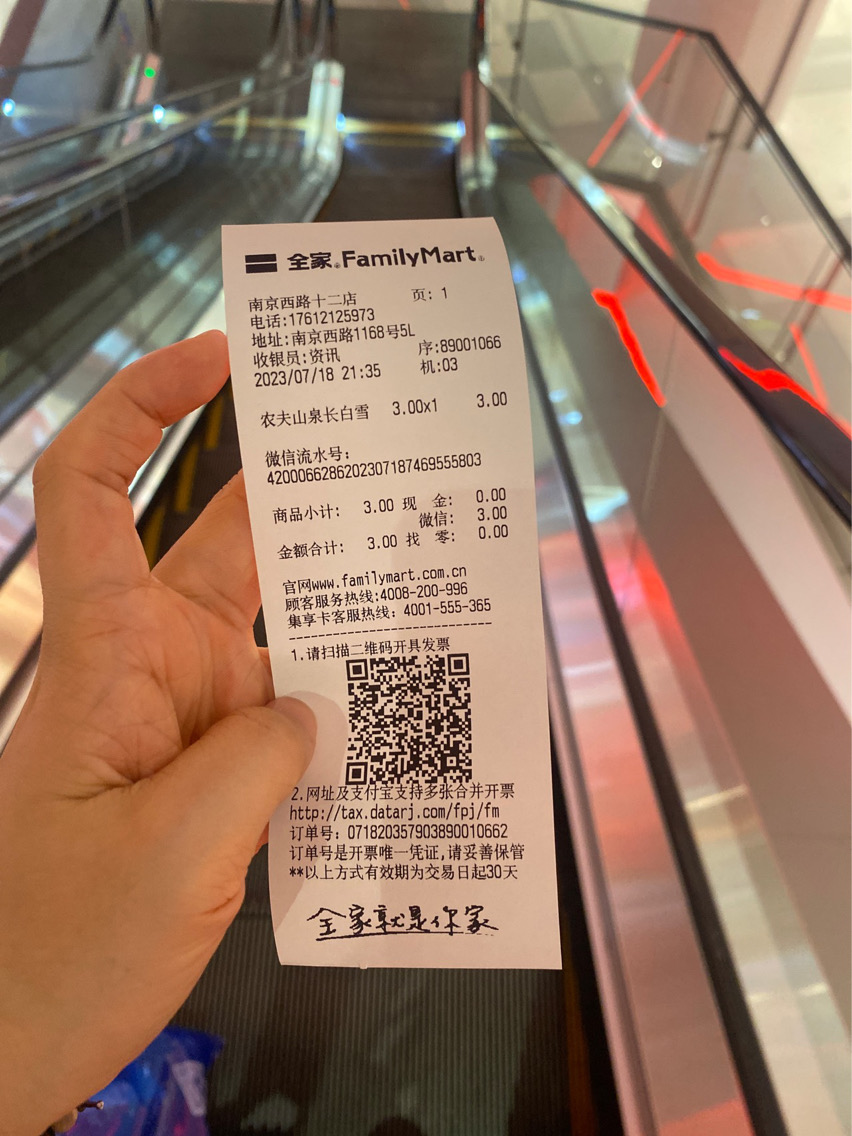 全家 FamilyMart
南京西路十二店 页: 1
电话:17612125973
地址:南京西路1168号5L
收银员:资讯 序:89001066
2023/07/18 21:35 机:03
农夫山泉长白雪 3.00x1 3.00
微信流水号:
4200066286202307187469555803
商品小计: 3.00 现 金: 0.00
微信: 3.00
金额合计: 3.00 找 零: 0.00
官网www.familymart.com.cn
顾客服务热线:4008-200-996
集享卡客服热线: 4001-555-365
1.请扫描二维码开具发票
2.网址及支付宝支持多张合并开票
http://tax.datarj.com/fpj/fm
订单号: 071820357903890010662
订单号是开票唯一凭证,请妥善保管
**以上方式有效期为交易日起30天
全家就是你家